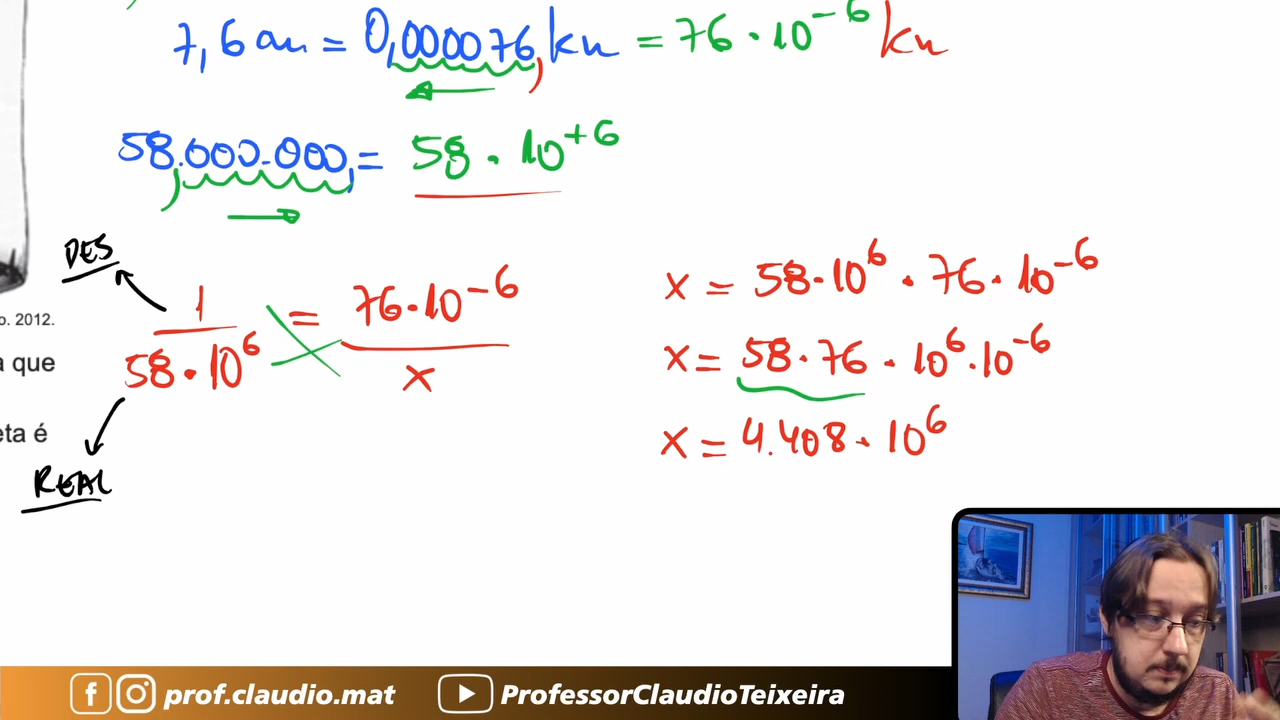 7,6 cm = 0,000076, km = 76 · 10⁻⁶ km
58.000.000, = 58 · 10⁺⁶
DES
1 / 58 · 10⁶ = 76 · 10⁻⁶ / x
REAL
x = 58 · 10⁶ · 76 · 10⁻⁶
x = 58 · 76 · 10⁶ · 10⁻⁶
x = 4.408 · 10⁶
o. 2012.
a que
eta é
prof.claudio.mat
ProfessorClaudioTeixeira